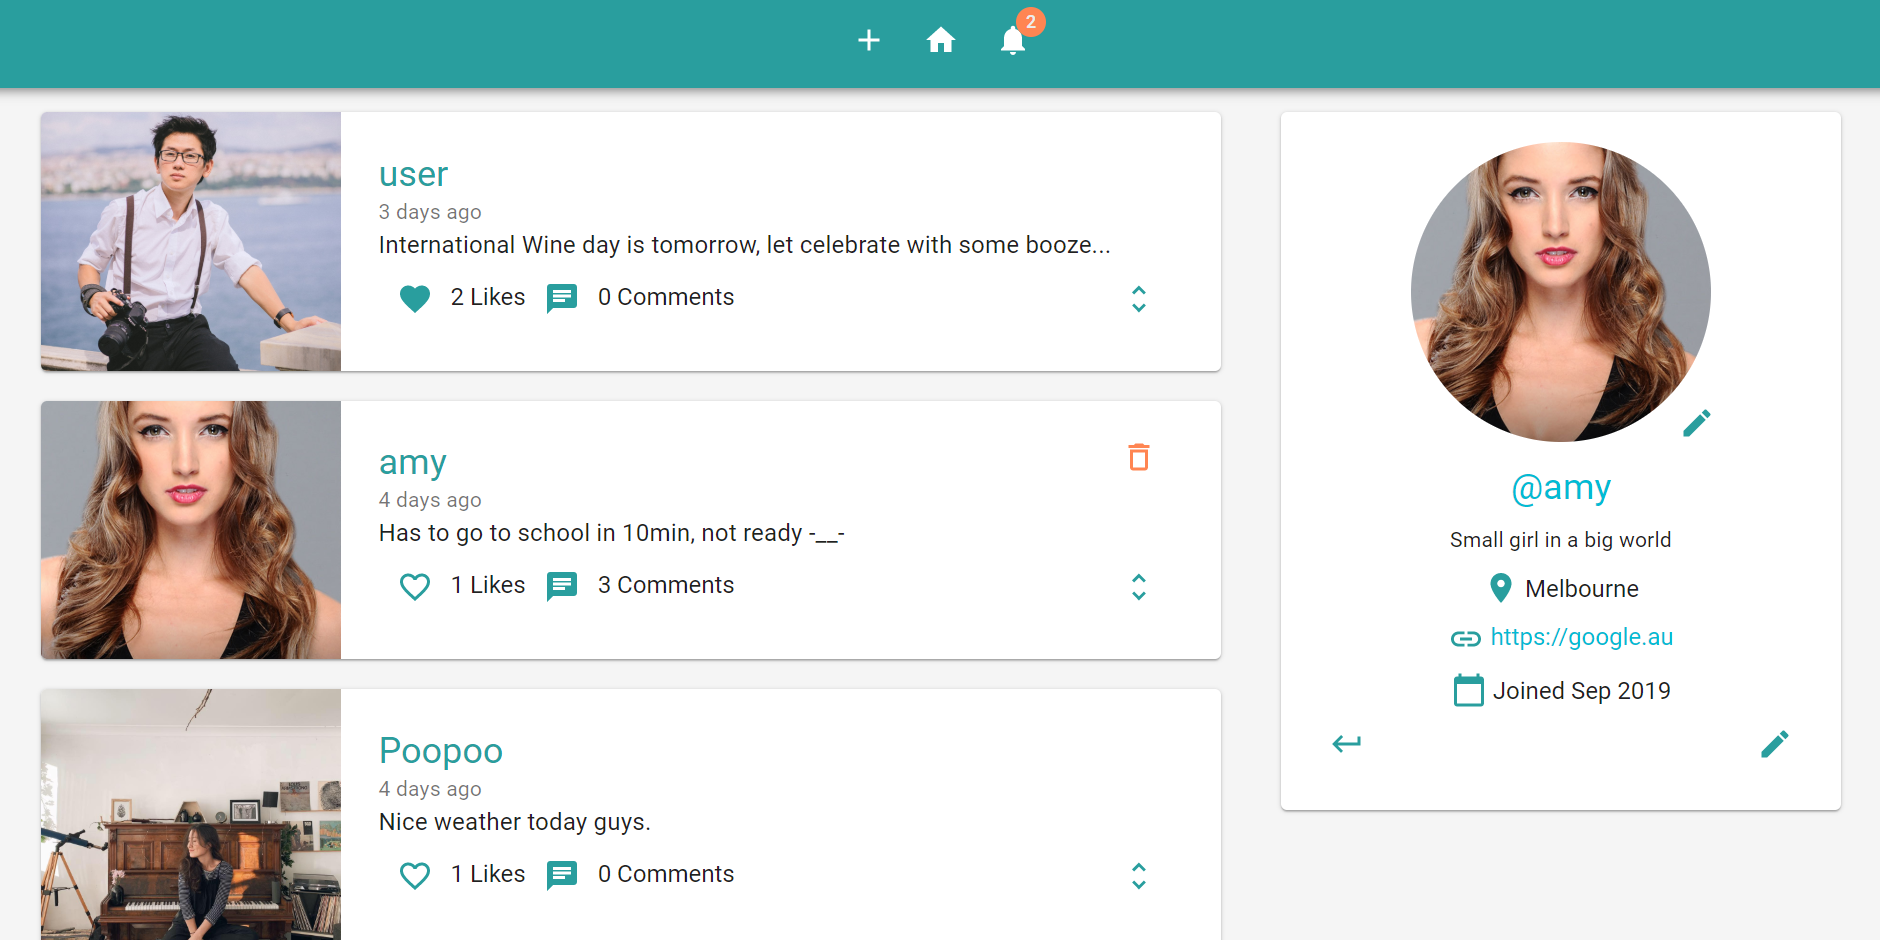 2
user
3 days ago
International Wine day is tomorrow, let celebrate with some booze...
2 Likes 0 Comments
amy
4 days ago
Has to go to school in 10min, not ready -__-
1 Likes 3 Comments
Poopoo
4 days ago
Nice weather today guys.
1 Likes 0 Comments
@amy
Small girl in a big world
Melbourne
https://google.au
Joined Sep 2019